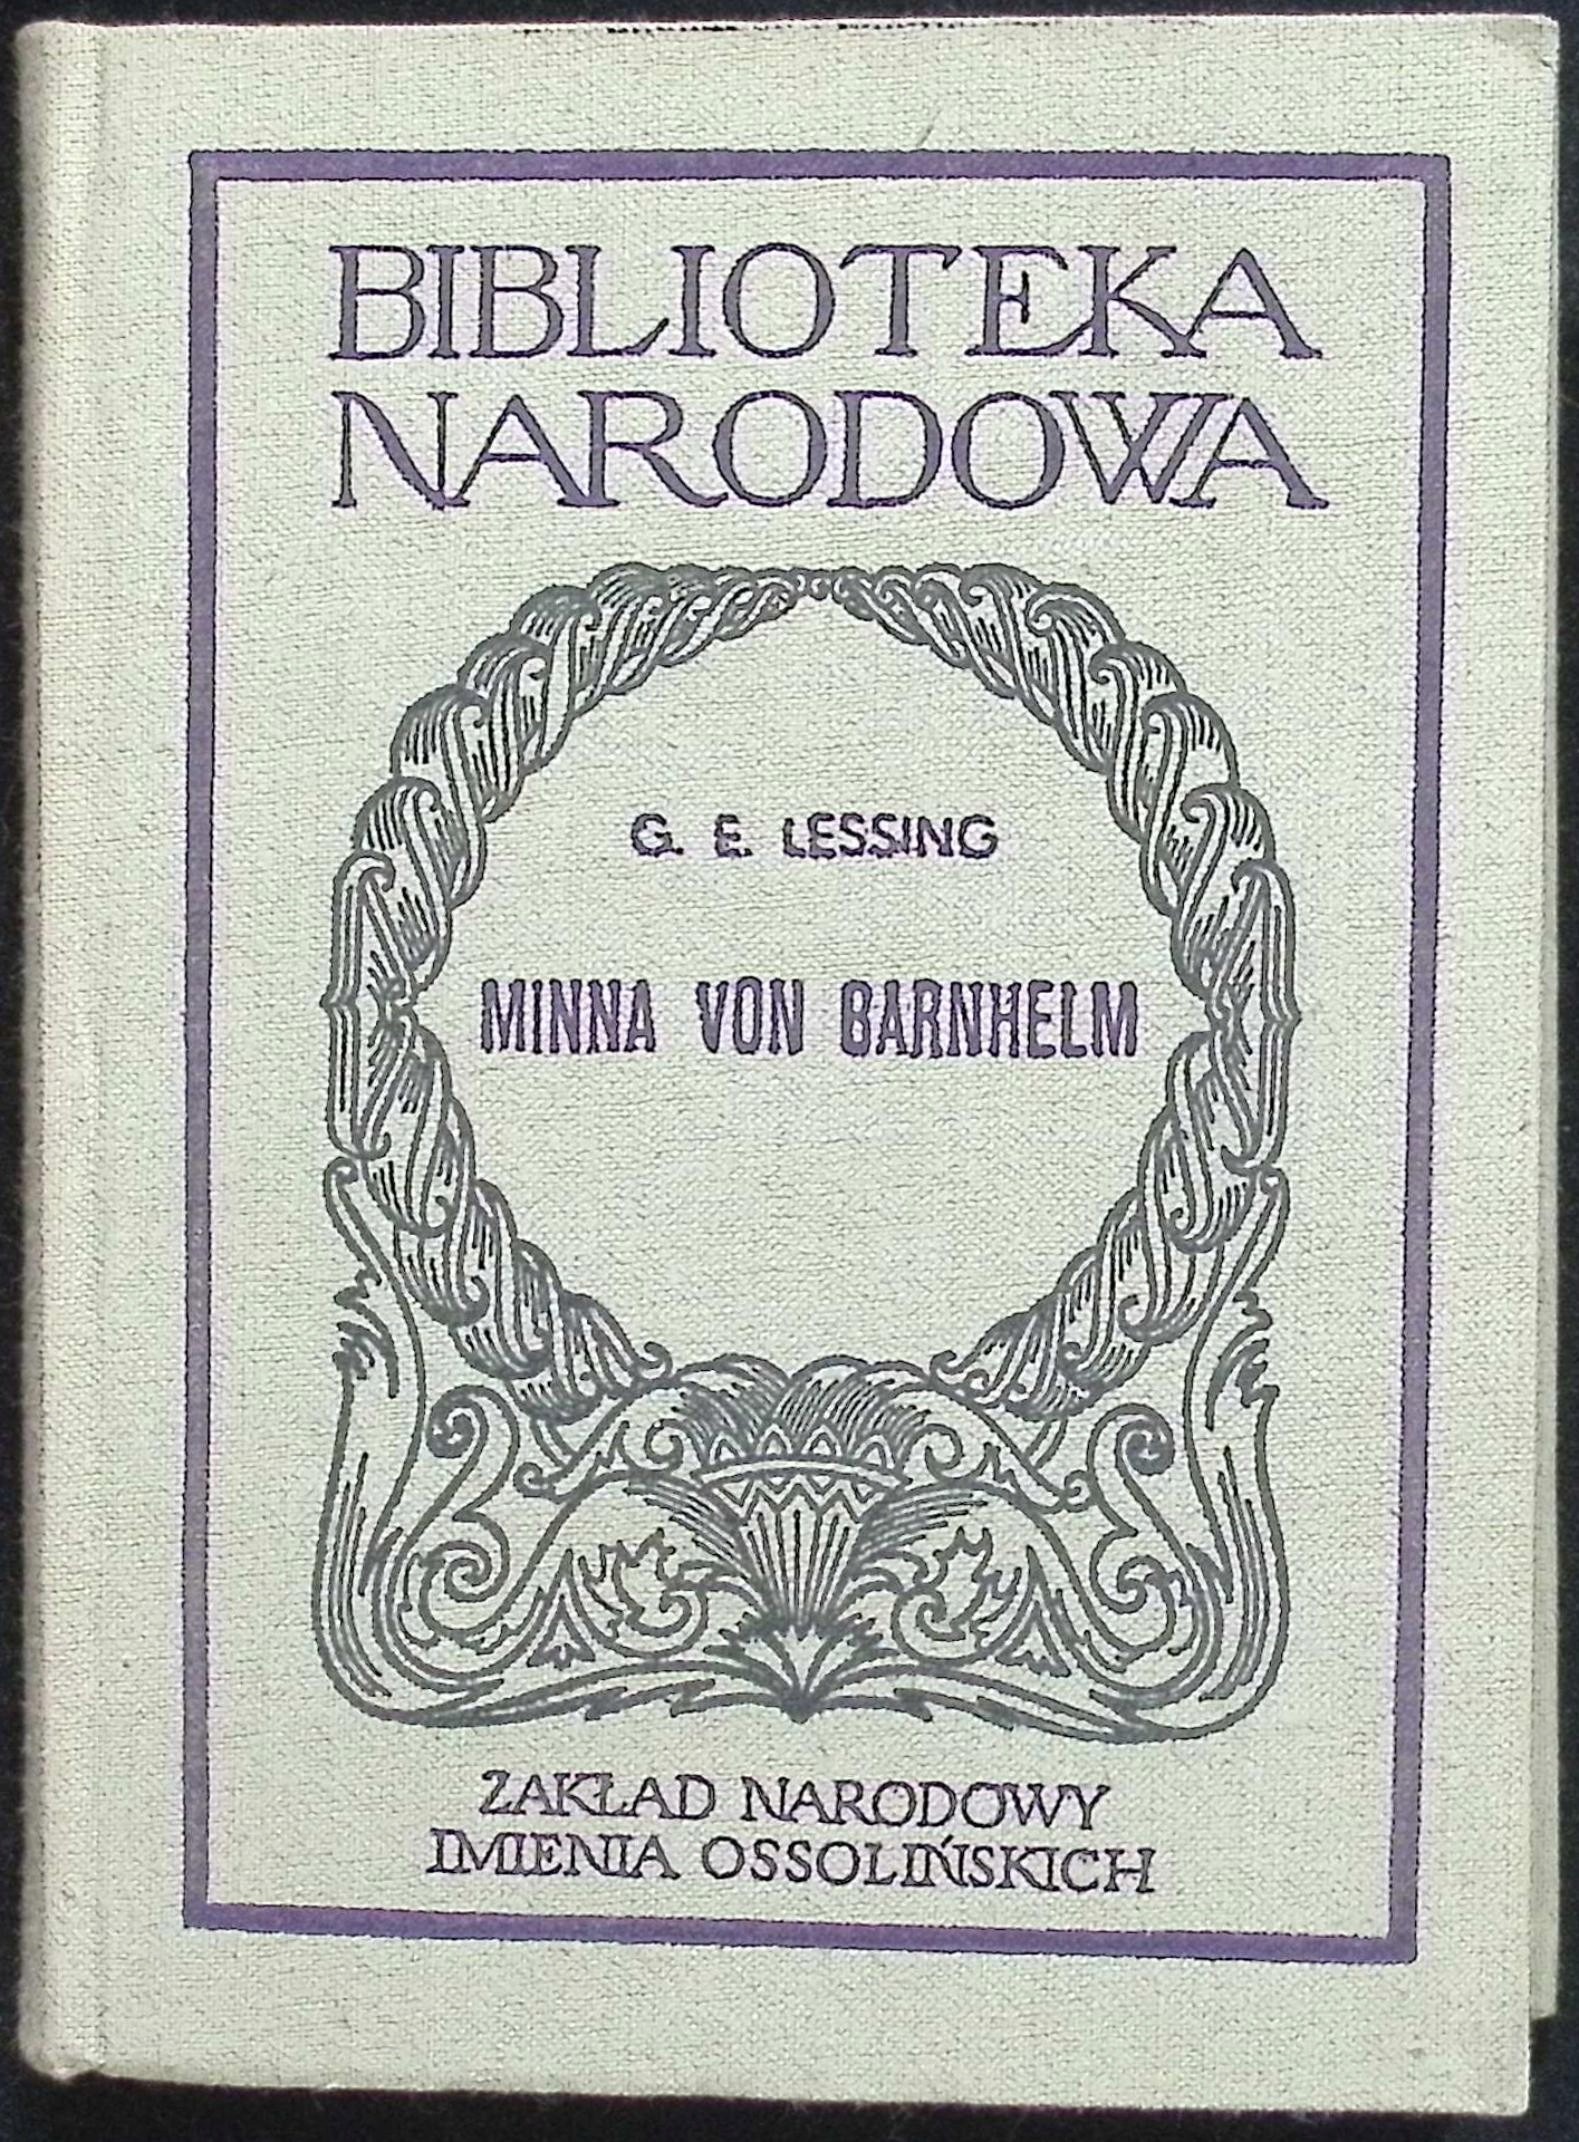 BIBLIOTEKA
NARODOWA
G. E. LESSING
MINNA VON BARNHELM
ZAKŁAD NARODOWY
IMIENIA OSSOLIŃSKICH